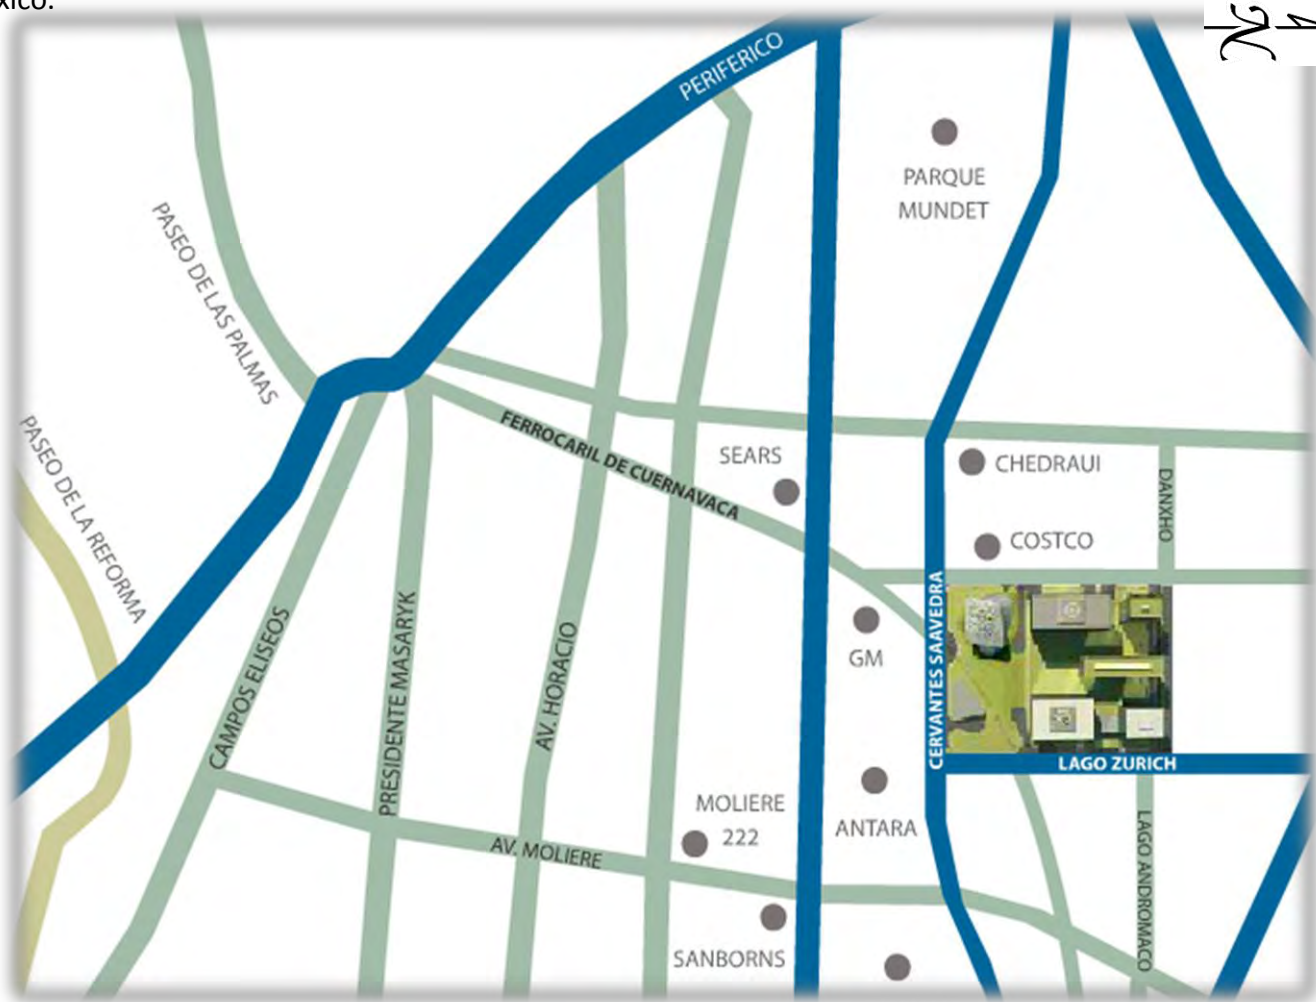 xico.
PERIFERICO
PARQUE
MUNDET
PASEO DE LAS PALMAS
PASEO DE LA REFORMA
FERROCARIL DE CUERNAVACA
SEARS
CHEDRAUI
DANXHO
COSTCO
CERVANTES SAAVEDRA
GM
CAMPOS ELISEOS
PRESIDENTE MASARYK
AV. HORACIO
LAGO ZURICH
MOLIERE
222
ANTARA
AV. MOLIERE
LAGO ANDROMACO
SANBORNS